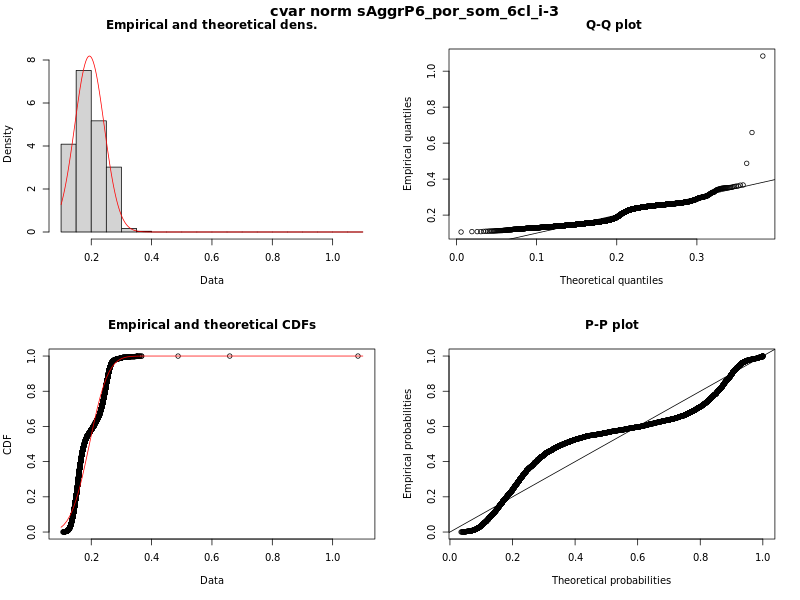 cvar norm sAggrP6_por_som_6cl_i-3
Empirical and theoretical dens.
Density
0 2 4 6 8
0.2 0.4 0.6 0.8 1.0
Data
Q-Q plot
Empirical quantiles
0.2 0.4 0.6 0.8 1.0
0.0 0.1 0.2 0.3
Theoretical quantiles
Empirical and theoretical CDFs
CDF
0.0 0.2 0.4 0.6 0.8 1.0
0.2 0.4 0.6 0.8 1.0
Data
P-P plot
Empirical probabilities
0.0 0.2 0.4 0.6 0.8 1.0
0.0 0.2 0.4 0.6 0.8 1.0
Theoretical probabilities